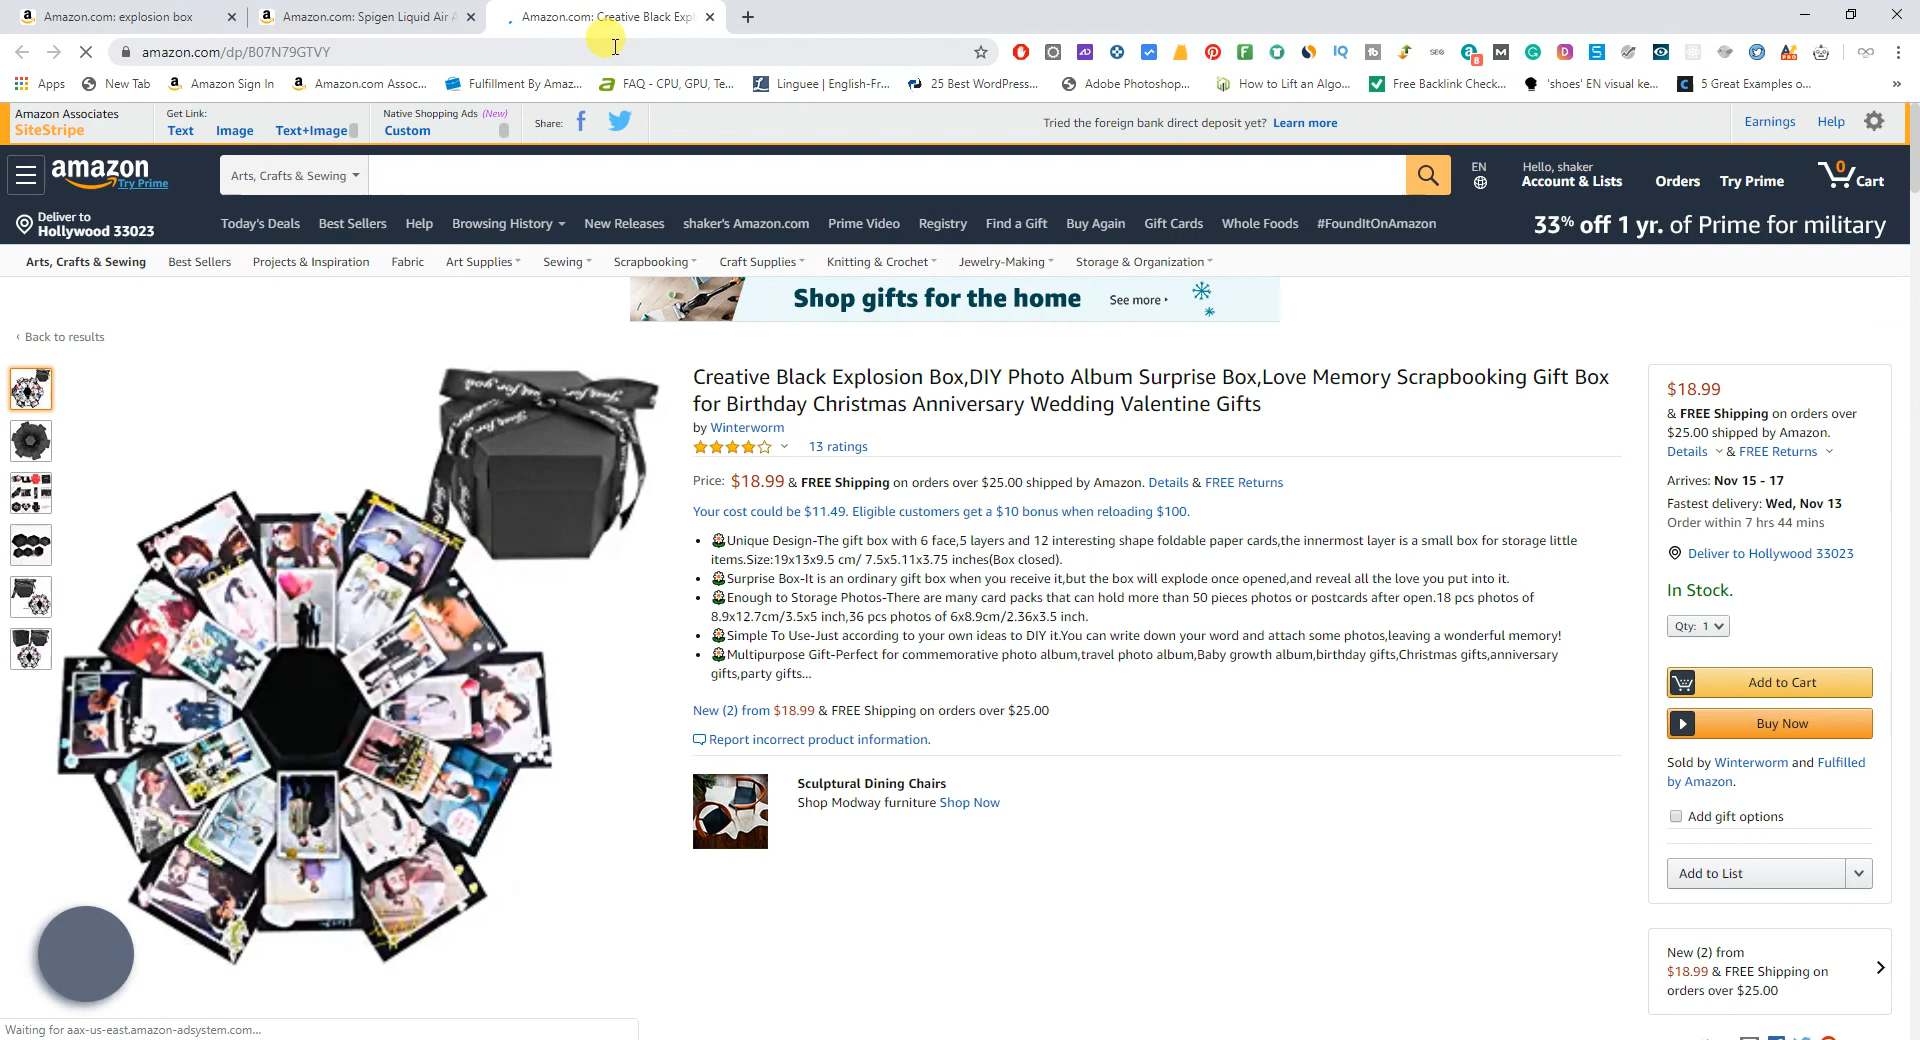 Amazon.com: explosion box
Amazon.com: Spigen Liquid Air A
Amazon.com: Creative Black Expl
amazon.com/dp/B07N79GTVY
Apps
New Tab
Amazon Sign In
Amazon.com Assoc...
Fulfillment By Amaz...
FAQ - CPU, GPU, Te...
Linguee | English-Fr...
25 Best WordPress...
Adobe Photoshop...
How to Lift an Algo...
Free Backlink Check...
'shoes' EN visual ke...
5 Great Examples o...
Amazon Associates
SiteStripe
Get Link:
Text Image Text+Image
Native Shopping Ads (New)
Custom
Share:
Tried the foreign bank direct deposit yet? Learn more
Earnings Help
amazon
Try Prime
Arts, Crafts & Sewing
EN
Hello, shaker
Account & Lists
Orders
Try Prime
0
Cart
Deliver to
Hollywood 33023
Today's Deals Best Sellers Help Browsing History New Releases shaker's Amazon.com Prime Video Registry Find a Gift Buy Again Gift Cards Whole Foods #FoundItOnAmazon
33% off 1 yr. of Prime for military
Arts, Crafts & Sewing Best Sellers Projects & Inspiration Fabric Art Supplies Sewing Scrapbooking Craft Supplies Knitting & Crochet Jewelry-Making Storage & Organization
Shop gifts for the home See more
‹ Back to results
Creative Black Explosion Box,DIY Photo Album Surprise Box,Love Memory Scrapbooking Gift Box
for Birthday Christmas Anniversary Wedding Valentine Gifts
by Winterworm
13 ratings
Price: $18.99 & FREE Shipping on orders over $25.00 shipped by Amazon. Details & FREE Returns
Your cost could be $11.49. Eligible customers get a $10 bonus when reloading $100.
• Unique Design-The gift box with 6 face,5 layers and 12 interesting shape foldable paper cards,the innermost layer is a small box for storage little
items.Size:19x13x9.5 cm/ 7.5x5.11x3.75 inches(Box closed).
• Surprise Box-It is an ordinary gift box when you receive it,but the box will explode once opened,and reveal all the love you put into it.
• Enough to Storage Photos-There are many card packs that can hold more than 50 pieces photos or postcards after open.18 pcs photos of
8.9x12.7cm/3.5x5 inch,36 pcs photos of 6x8.9cm/2.36x3.5 inch.
• Simple To Use-Just according to your own ideas to DIY it.You can write down your word and attach some photos,leaving a wonderful memory!
• Multipurpose Gift-Perfect for commemorative photo album,travel photo album,Baby growth album,birthday gifts,Christmas gifts,anniversary
gifts,party gifts...
New (2) from $18.99 & FREE Shipping on orders over $25.00
Report incorrect product information.
Sculptural Dining Chairs
Shop Modway furniture Shop Now
$18.99
& FREE Shipping on orders over
$25.00 shipped by Amazon.
Details & FREE Returns
Arrives: Nov 15 - 17
Fastest delivery: Wed, Nov 13
Order within 7 hrs 44 mins
Deliver to Hollywood 33023
In Stock.
Qty: 1
Add to Cart
Buy Now
Sold by Winterworm and Fulfilled
by Amazon.
Add gift options
Add to List
New (2) from
$18.99 & FREE Shipping on
orders over $25.00
Waiting for aax-us-east.amazon-adsystem.com...